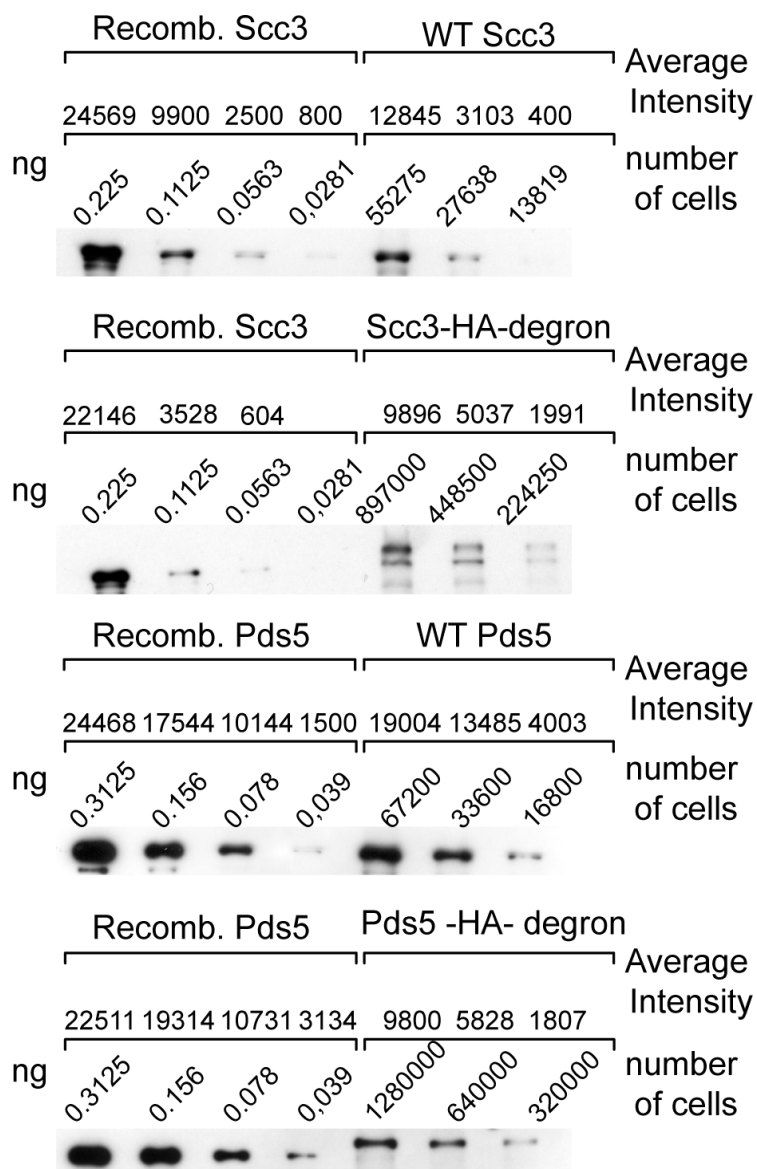 Recomb. Scc3 WT Scc3
Average Intensity
24569 9900 2500 800 12845 3103 400
ng 0.225 0.1125 0.0563 0,0281 55275 27638 13819 number of cells
Recomb. Scc3 Scc3-HA-degron
Average Intensity
22146 3528 604 9896 5037 1991
ng 0.225 0.1125 0.0563 0,0281 897000 448500 224250 number of cells
Recomb. Pds5 WT Pds5
Average Intensity
24468 17544 10144 1500 19004 13485 4003
ng 0.3125 0.156 0.078 0,039 67200 33600 16800 number of cells
Recomb. Pds5 Pds5 -HA- degron
Average Intensity
22511 19314 10731 3134 9800 5828 1807
ng 0.3125 0.156 0.078 0,039 1280000 640000 320000 number of cells